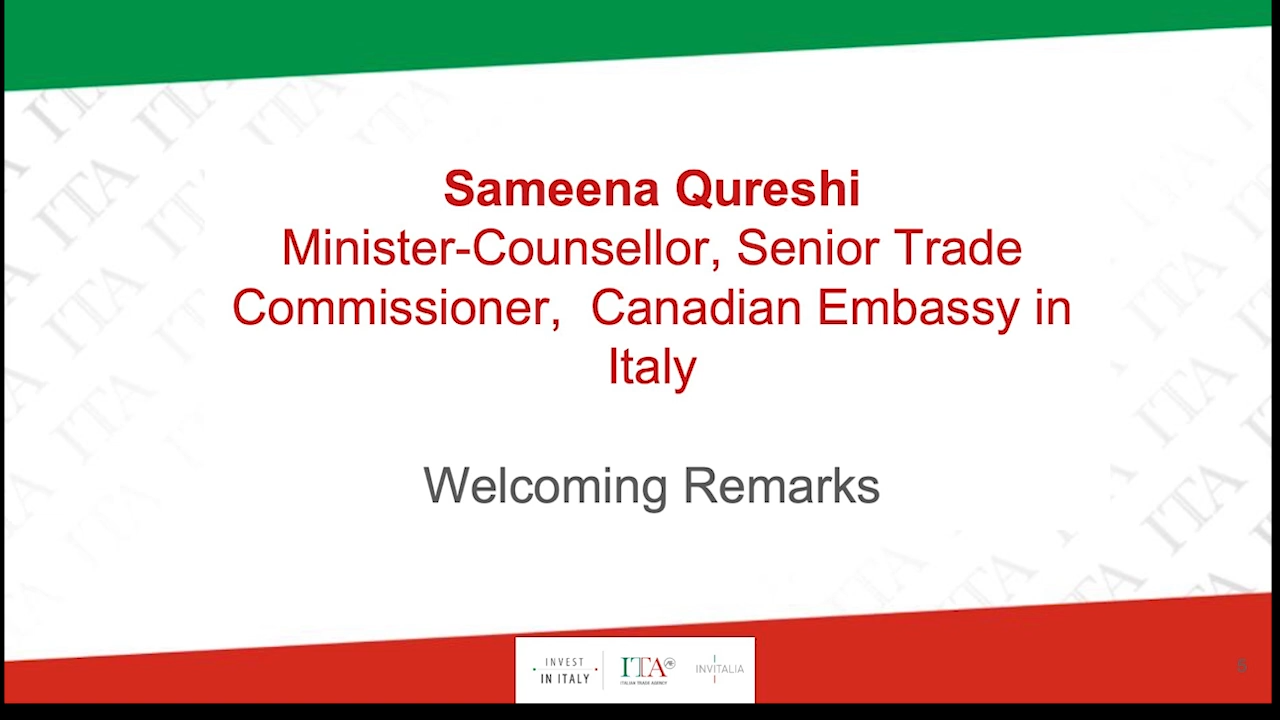 Sameena Qureshi
Minister-Counsellor, Senior Trade
Commissioner,  Canadian Embassy in
Italy
Welcoming Remarks
INVEST
IN ITALY
ITA
ITALIAN TRADE AGENCY
INVITALIA